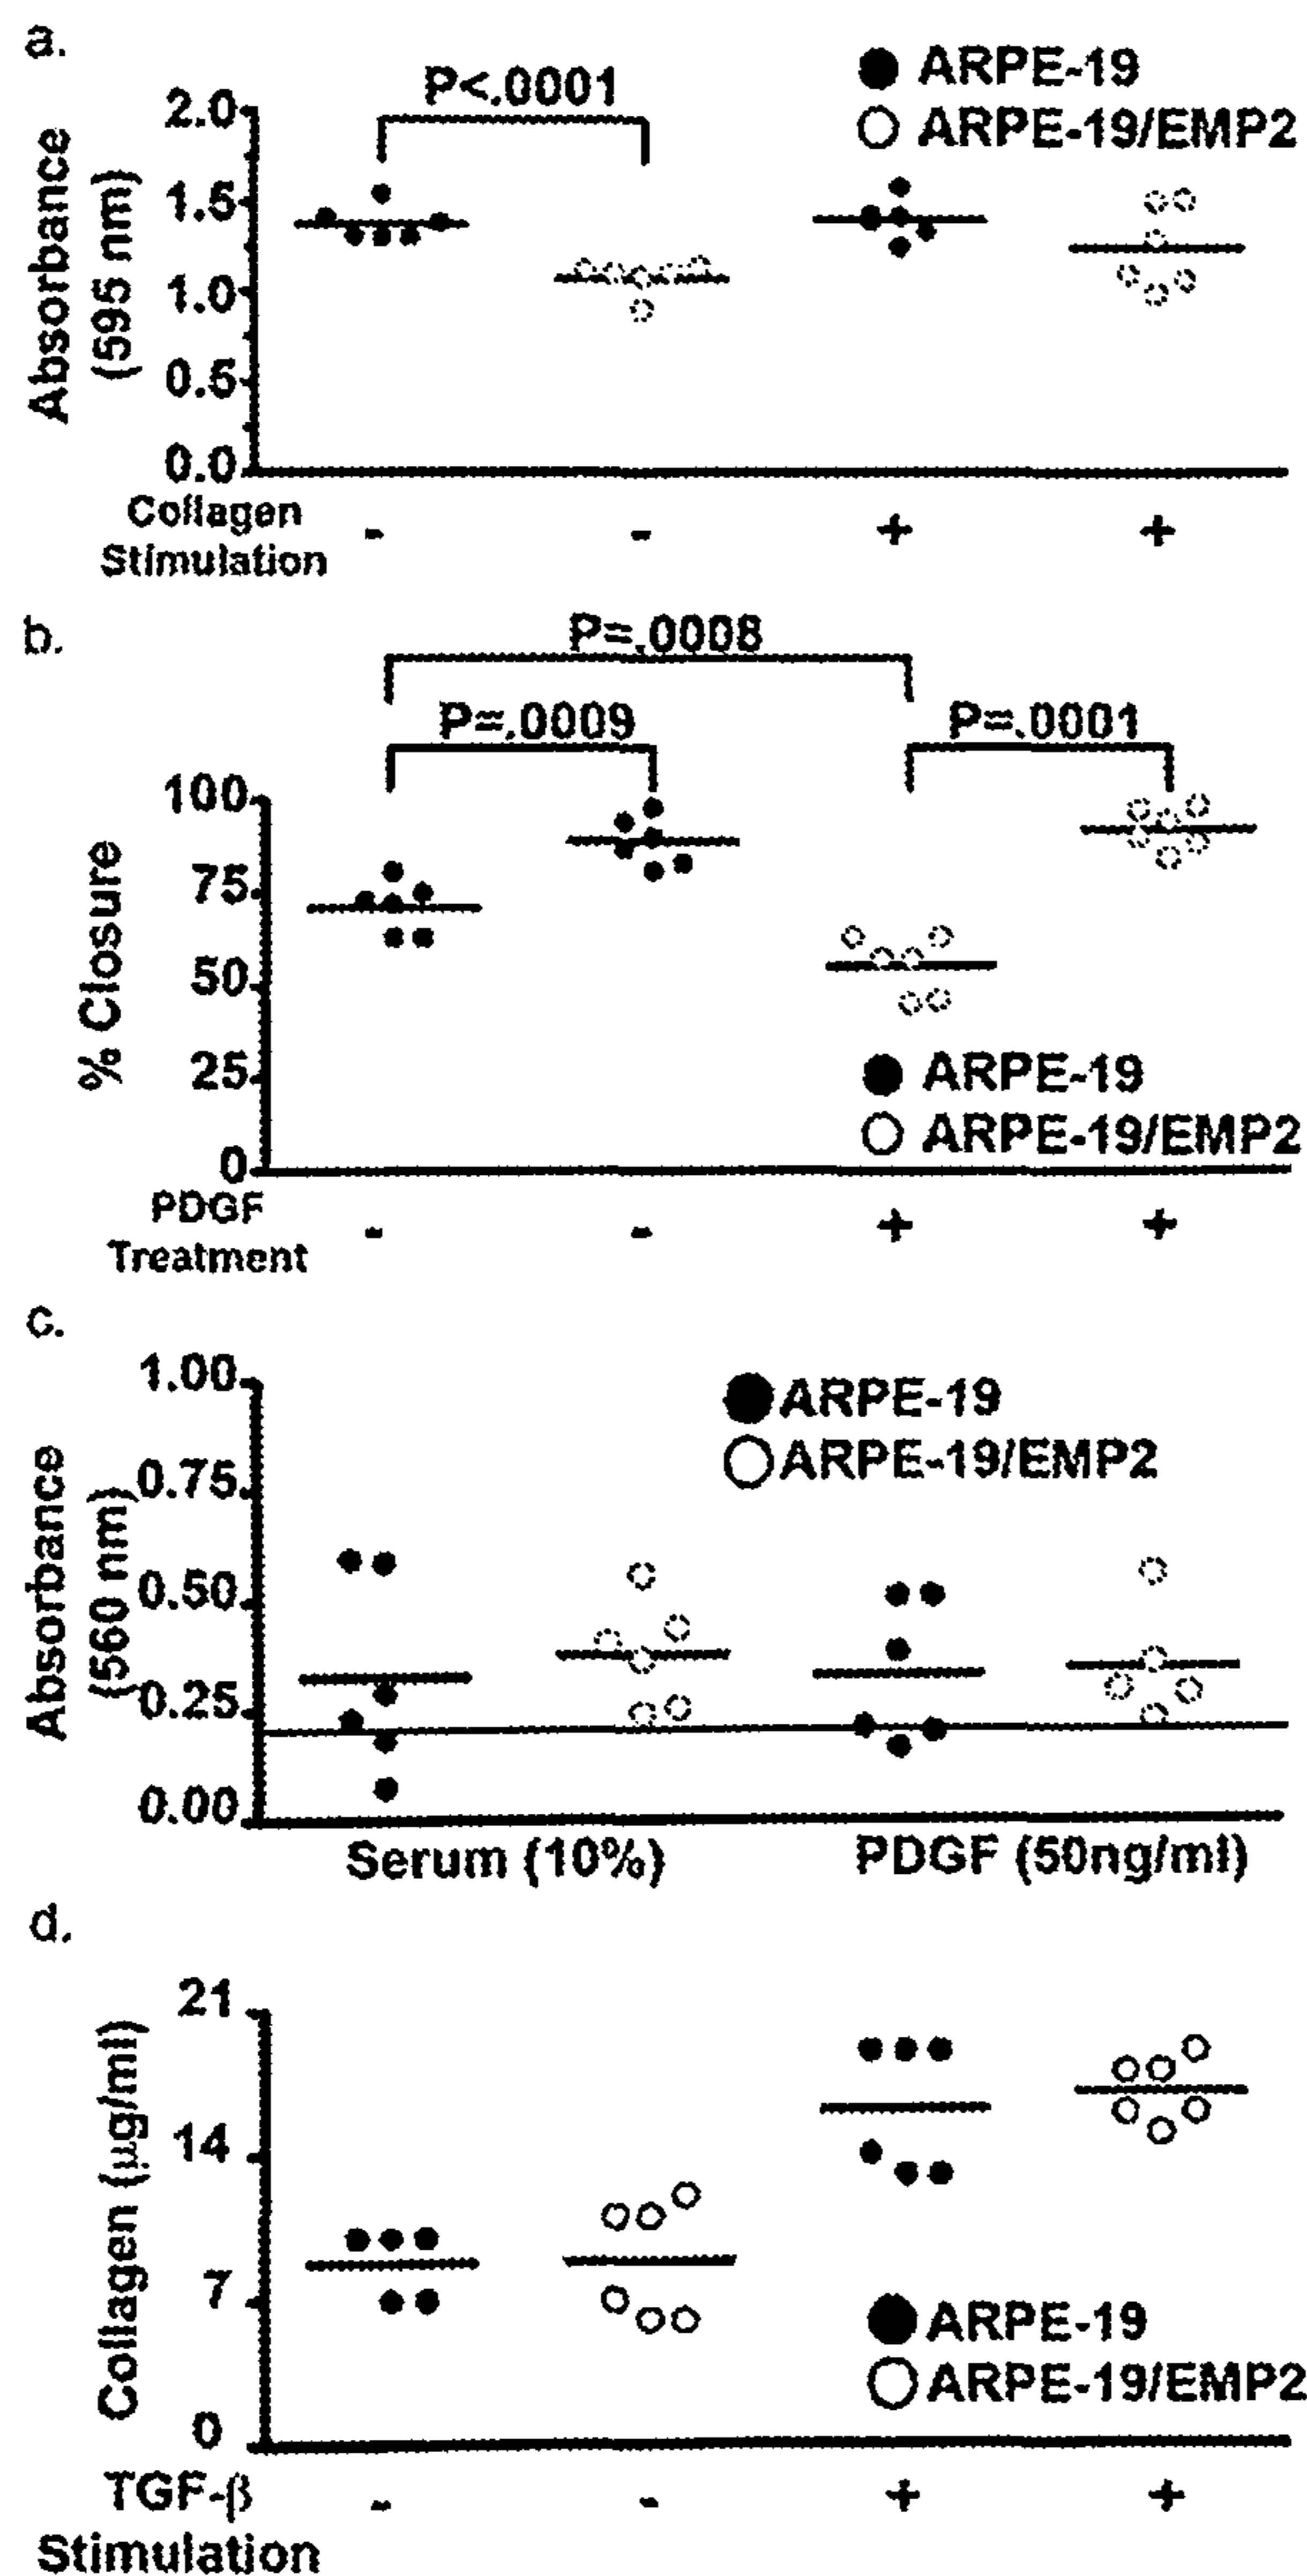 a.
P<.0001
ARPE-19
ARPE-19/EMP2
Absorbance
(595 nm)
2.0
1.5
1.0
0.5
0.0
Collagen
Stimulation
- - + +
b.
P=.0008
P=.0009
P=.0001
% Closure
100
75
50
25
0
ARPE-19
ARPE-19/EMP2
PDGF
Treatment
- - + +
c.
ARPE-19
ARPE-19/EMP2
Absorbance
(560 nm)
1.00
0.75
0.50
0.25
0.00
Serum (10%)
PDGF (50ng/ml)
d.
Collagen (µg/ml)
21
14
7
0
ARPE-19
ARPE-19/EMP2
TGF-β
Stimulation
- - + +